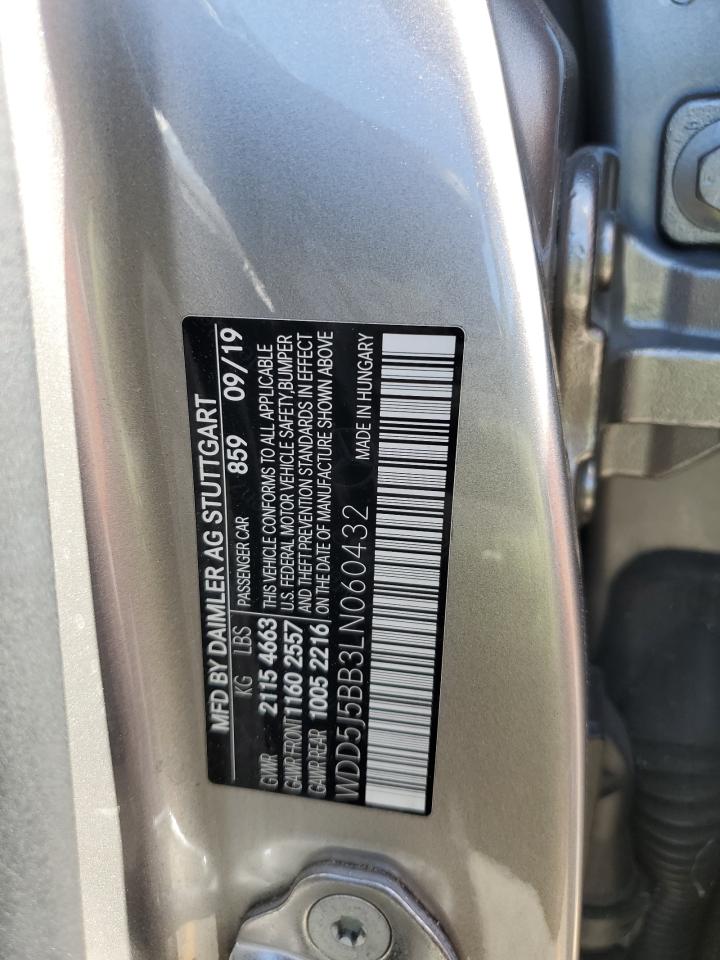 MFD BY DAIMLER AG STUTTGART
KG LBS PASSENGER CAR 859 09/19
GVWR 2115 4663 THIS VEHICLE CONFORMS TO ALL APPLICABLE
GAWR FRONT 1160 2557 U.S. FEDERAL MOTOR VEHICLE SAFETY,BUMPER
GAWR REAR 1005 2216 AND THEFT PREVENTION STANDARDS IN EFFECT
ON THE DATE OF MANUFACTURE SHOWN ABOVE
WDD5J5BB3LN060432 MADE IN HUNGARY